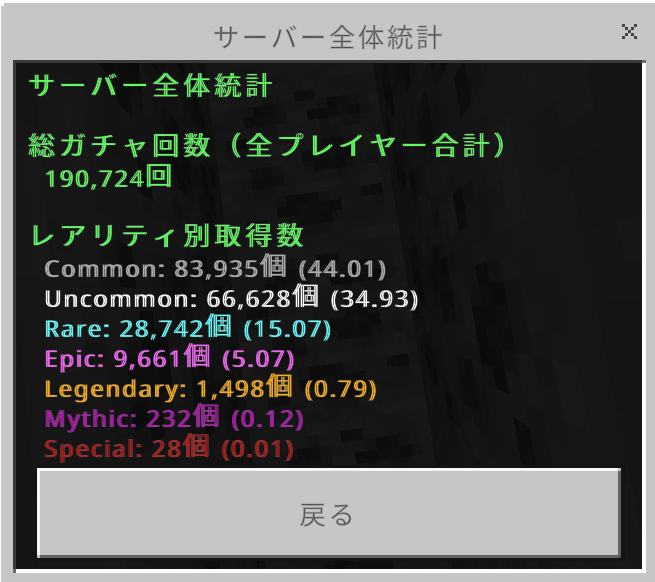 サーバー全体統計
サーバー全体統計
総ガチャ回数（全プレイヤー合計）
190,724回
レアリティ別取得数
Common: 83,935個 (44.01)
Uncommon: 66,628個 (34.93)
Rare: 28,742個 (15.07)
Epic: 9,661個 (5.07)
Legendary: 1,498個 (0.79)
Mythic: 232個 (0.12)
Special: 28個 (0.01)
戻る